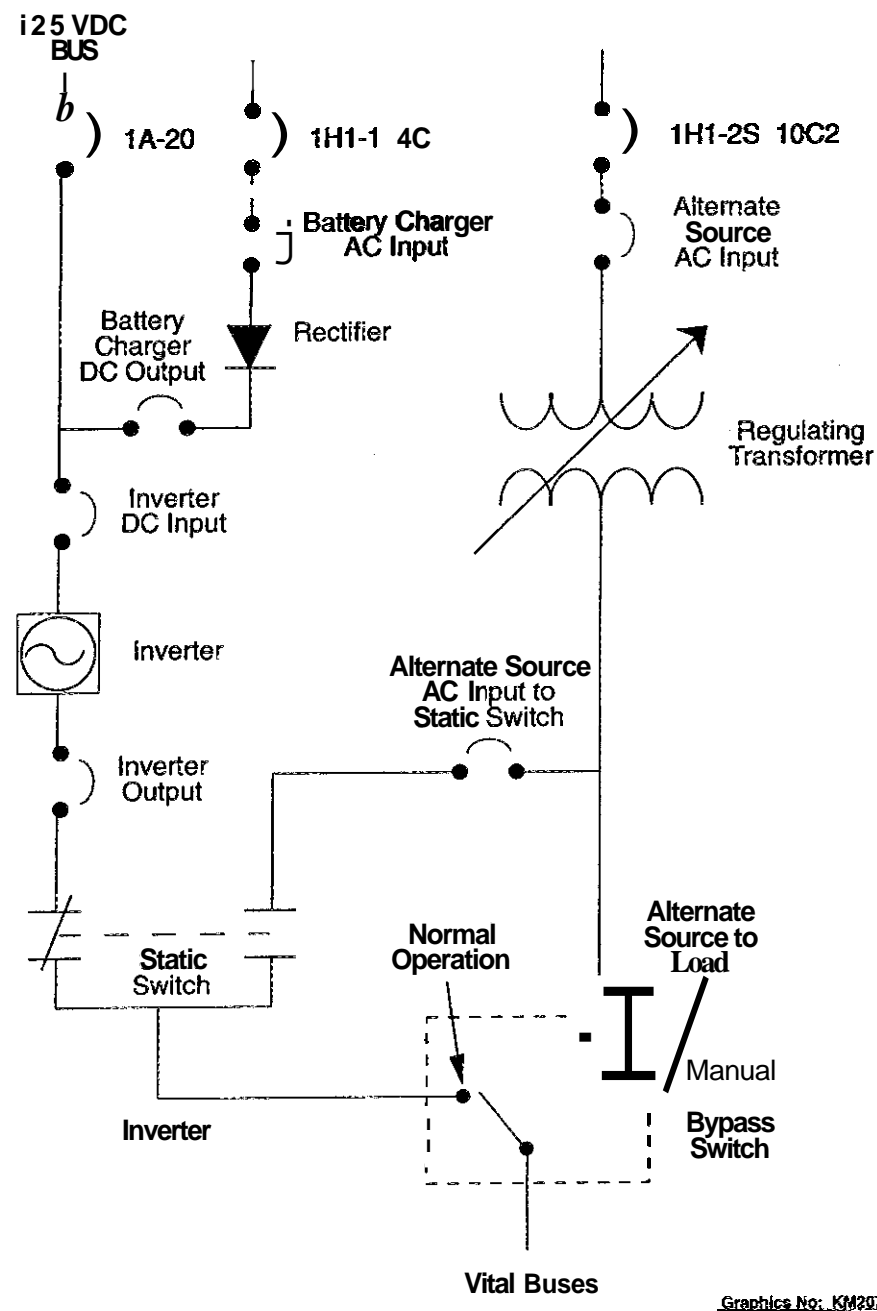 i25 VDC
BUS
b
1A-20
1H1-1 4C
1H1-2S 10C2
Battery Charger
AC Input
Alternate
Source
AC Input
Battery
Charger
DC Output
Rectifier
Regulating
Transformer
Inverter
DC Input
Inverter
Alternate Source
AC Input to
Static Switch
Inverter
Output
Static
Switch
Normal
Operation
Alternate
Source to
Load
Manual
Bypass
Switch
Inverter
Vital Buses
Graphics No: KM207